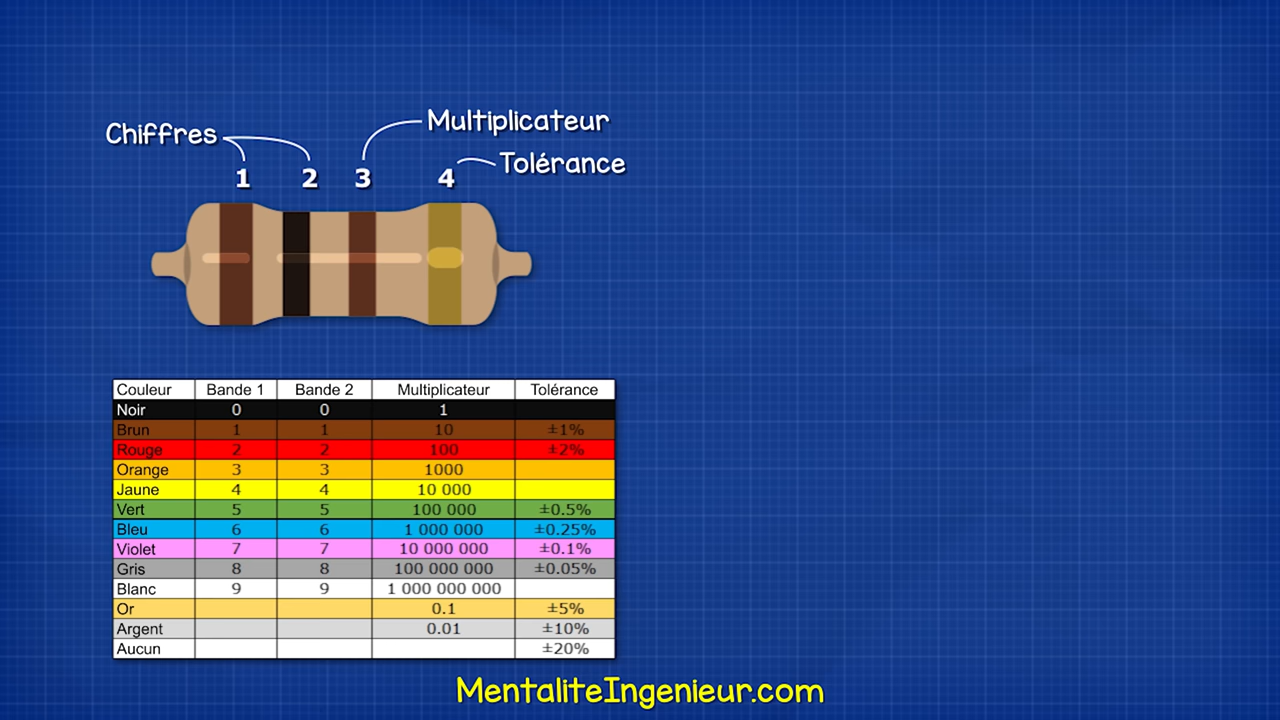 Chiffres
Multiplicateur
Tolérance
1 2 3 4
Couleur Bande 1 Bande 2 Multiplicateur Tolérance
Noir 0 0 1
Brun 1 1 10 ±1%
Rouge 2 2 100 ±2%
Orange 3 3 1000
Jaune 4 4 10 000
Vert 5 5 100 000 ±0.5%
Bleu 6 6 1 000 000 ±0.25%
Violet 7 7 10 000 000 ±0.1%
Gris 8 8 100 000 000 ±0.05%
Blanc 9 9 1 000 000 000
Or 0.1 ±5%
Argent 0.01 ±10%
Aucun ±20%
MentaliteIngenieur.com